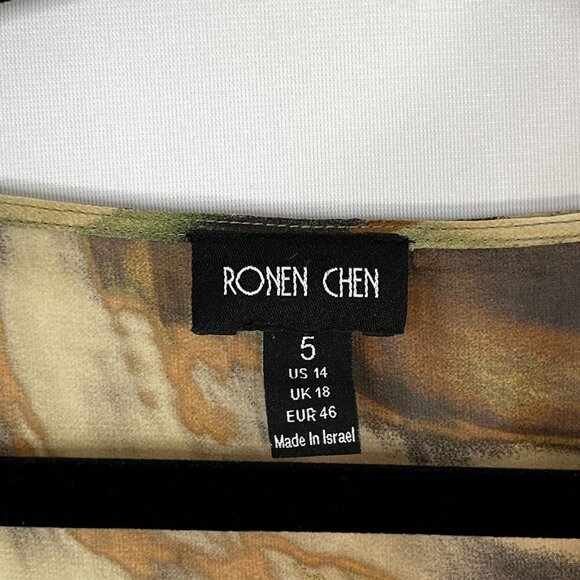 RONEN CHEN
5
US 14
UK 18
EUR 46
Made In Israel